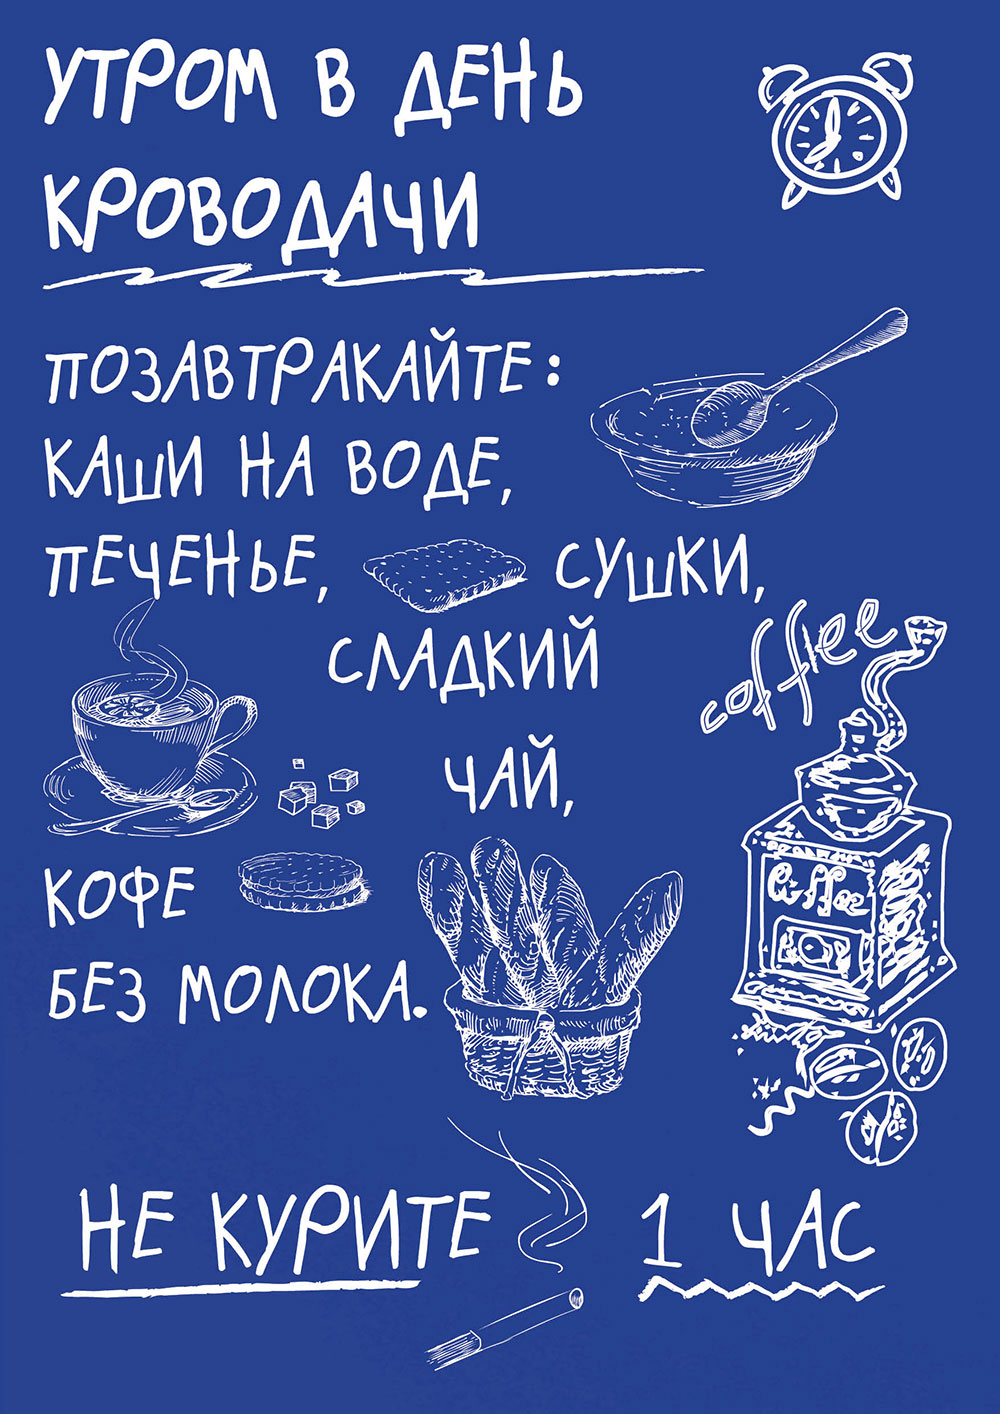 УТРОМ В ДЕНЬ
КРОВОДАЧИ
ПОЗАВТРАКАЙТЕ:
КАШИ НА ВОДЕ,
ПЕЧЕНЬЕ, СУШКИ,
СЛАДКИЙ
ЧАЙ,
coffee
КОФЕ
Coffee
БЕЗ МОЛОКА.
НЕ КУРИТЕ 1 ЧАС